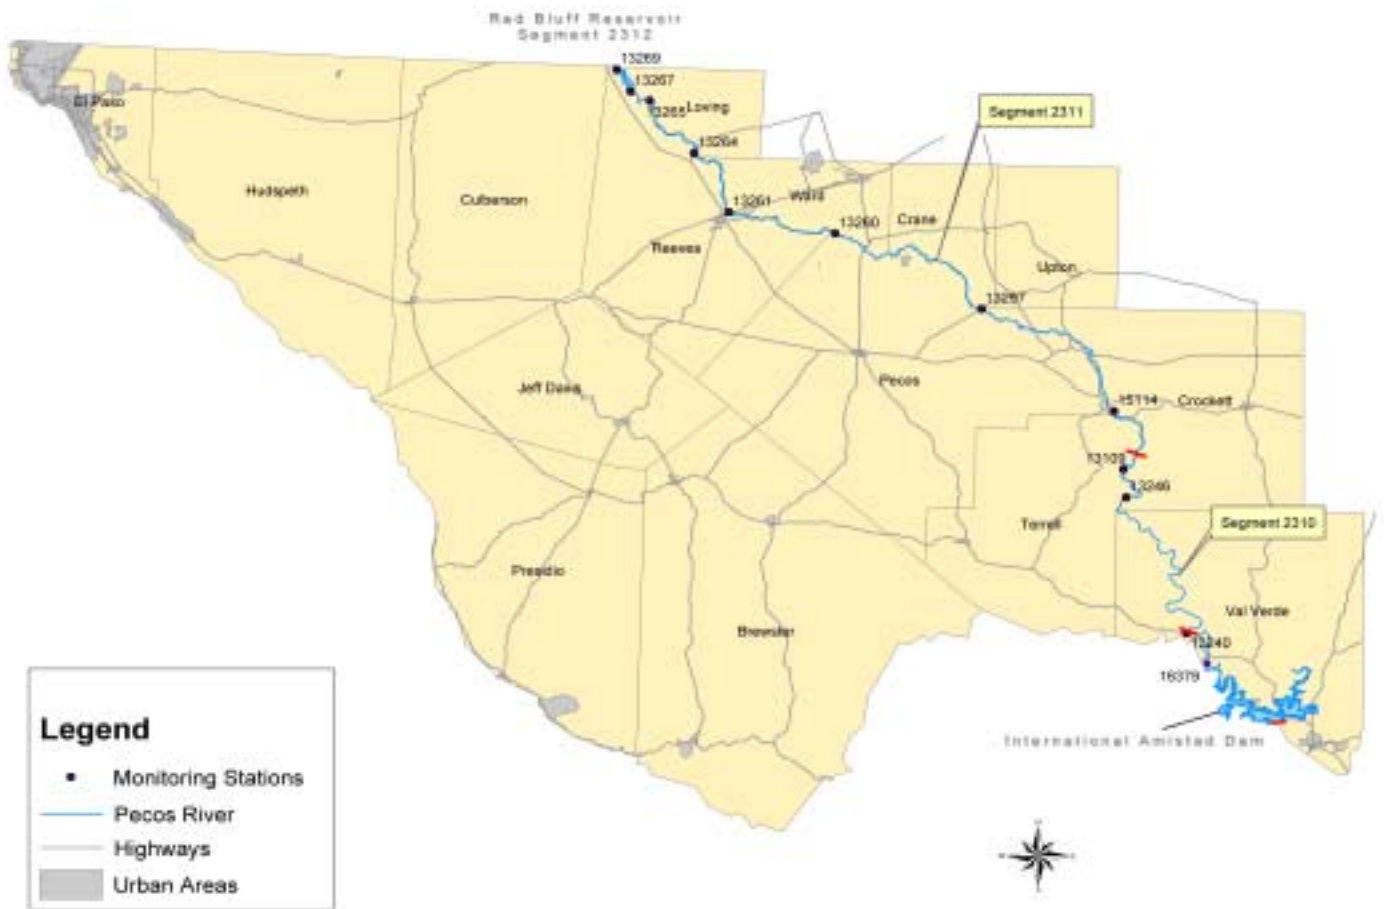 Red Bluff Reservoir
Segment 2312
13269
13267
13265
Loving
Segment 2311
El Paso
13264
Hudspeth
Culberson
13261
Ward
13260
Crane
Reeves
Upton
13257
Jeff Davis
Pecos
15114
Crockett
13109
13246
Terrell
Segment 2310
Presidio
Val Verde
Brewster
13240
16379
International Amistad Dam
Legend
Monitoring Stations
Pecos River
Highways
Urban Areas